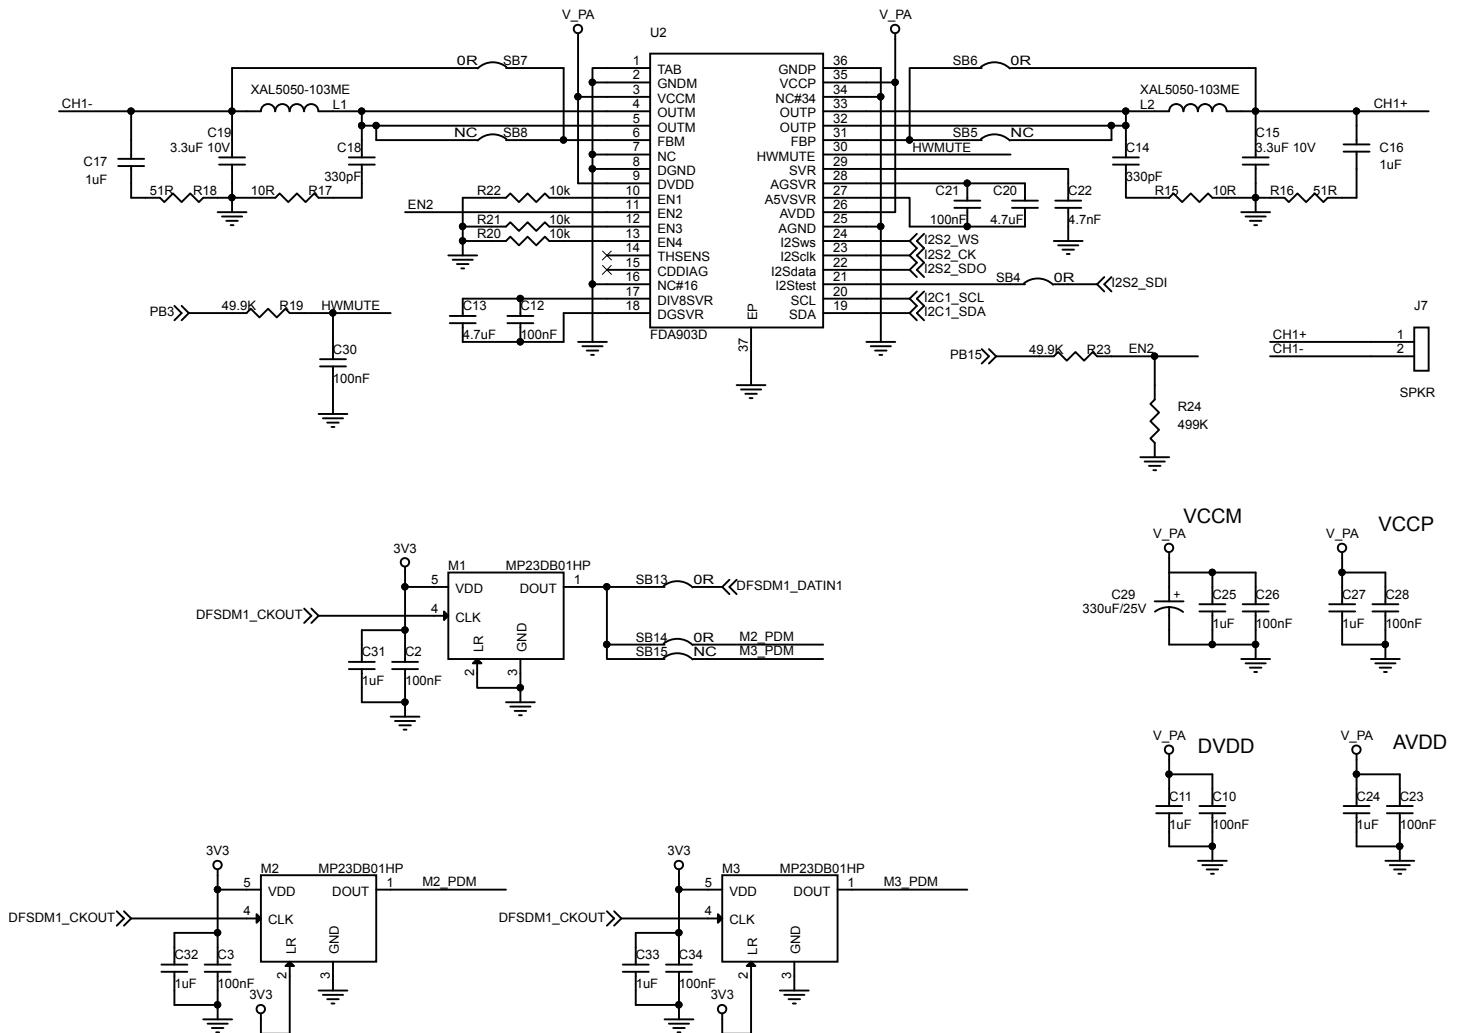 V_PA
V_PA
U2
0R SB7
SB6 0R
XAL5050-103ME
XAL5050-103ME
CH1-
L1
L2
CH1+
C19
3.3uF 10V
NC SB8
SB5 NC
C15
3.3uF 10V
HWMUTE
C17
1uF
C18
330pF
C14
330pF
C16
1uF
51R R18
10R R17
R15 10R
R16 51R
1 TAB
2 GNDM
3 VCCM
4 OUTM
5 OUTM
6 FBM
7 NC
8 DGND
9 DVDD
10 EN1
11 EN2
12 EN3
13 EN4
14 THSENS
15 CDDIAG
16 NC#16
17 DIV8SVR
18 DGSVR
GNDP 36
VCCP 35
NC#34 34
OUTP 33
OUTP 32
FBP 31
HWMUTE 30
SVR 29
AGSVR 28
A5VSVR 27
AVDD 26
AGND 25
I2Sws 24
I2Sclk 23
I2Sdata 22
I2Stest 21
SCL 20
SDA 19
EP
37
FDA903D
R22 10k
EN2
R21 10k
R20 10k
C21
100nF
C20
4.7uF
C22
4.7nF
I2S2_WS
I2S2_CK
I2S2_SDO
SB4 0R
I2S2_SDI
I2C1_SCL
I2C1_SDA
C13
4.7uF
C12
100nF
PB3
49.9K R19
HWMUTE
C30
100nF
PB15
49.9K R23
EN2
R24
499K
J7
CH1+ 1
CH1- 2
SPKR
VCCM
V_PA
C29
330uF/25V
+
C25
1uF
C26
100nF
VCCP
V_PA
C27
1uF
C28
100nF
3V3
M1 MP23DB01HP
5 VDD
DOUT 1
4 CLK
LR
GND
2
3
DFSDM1_CKOUT
C31
1uF
C2
100nF
SB13 0R
DFSDM1_DATIN1
SB14 0R M2_PDM
SB15 NC M3_PDM
V_PA
DVDD
C11
1uF
C10
100nF
V_PA
AVDD
C24
1uF
C23
100nF
3V3
M2 MP23DB01HP
5 VDD
DOUT 1
M2_PDM
4 CLK
LR
GND
2
3
DFSDM1_CKOUT
C32
1uF
C3
100nF
3V3
3V3
M3 MP23DB01HP
5 VDD
DOUT 1
M3_PDM
4 CLK
LR
GND
2
3
DFSDM1_CKOUT
C33
1uF
C34
100nF
3V3